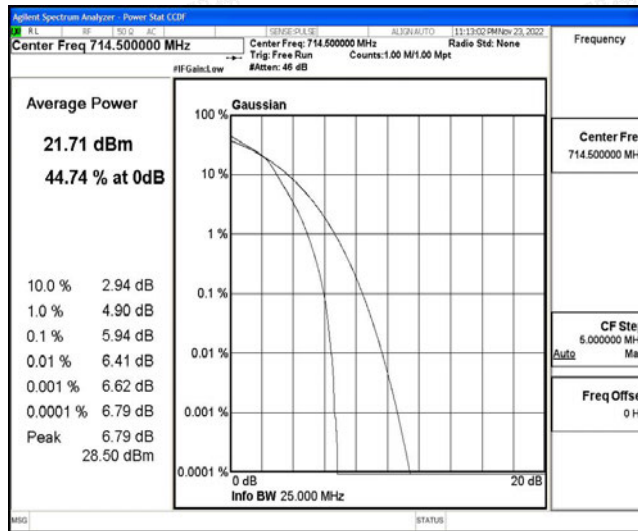 Agilent Spectrum Analyzer - Power Stat CCDF
RL RF 50 Ω AC SENSE:PULSE ALIGN AUTO 11:13:02 PM Nov 23, 2022
Center Freq 714.500000 MHz
Center Freq: 714.500000 MHz Radio Std: None
Trig: Free Run Counts:1.00 M/1.00 Mpt
#IFGain:Low #Atten: 46 dB
Frequency
Average Power
21.71 dBm
44.74 % at 0dB
10.0 % 2.94 dB
1.0 % 4.90 dB
0.1 % 5.94 dB
0.01 % 6.41 dB
0.001 % 6.62 dB
0.0001 % 6.79 dB
Peak 6.79 dB
28.50 dBm
Gaussian
100 %
10 %
1 %
0.1 %
0.01 %
0.001 %
0.0001 %
0 dB 20 dB
Info BW 25.000 MHz
Center Fre
714.500000 MH
CF Ste
5.000000 MH
Auto Ma
Freq Offse
0 H
MSG STATUS